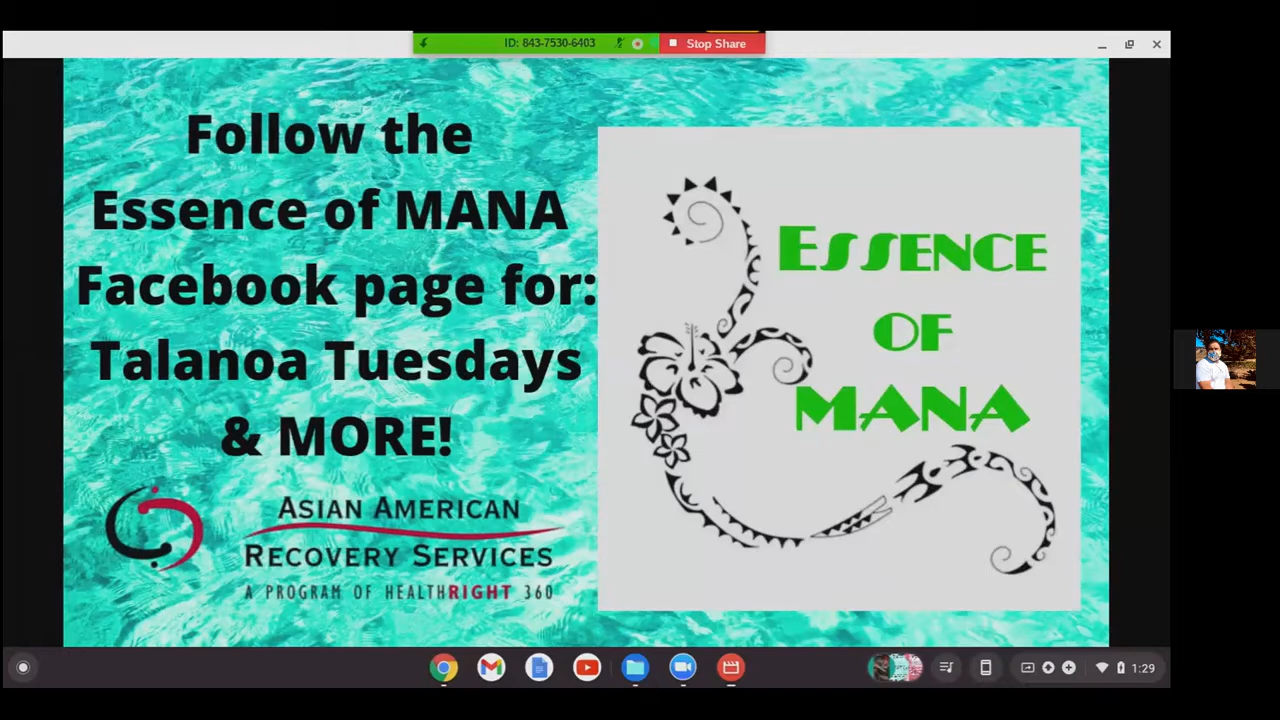 ID: 843-7530-6403
Stop Share
Follow the
Essence of MANA
Facebook page for:
Talanoa Tuesdays
& MORE!
ASIAN AMERICAN
RECOVERY SERVICES
A PROGRAM OF HEALTHRIGHT 360
ESSENCE
OF
MANA
1:29